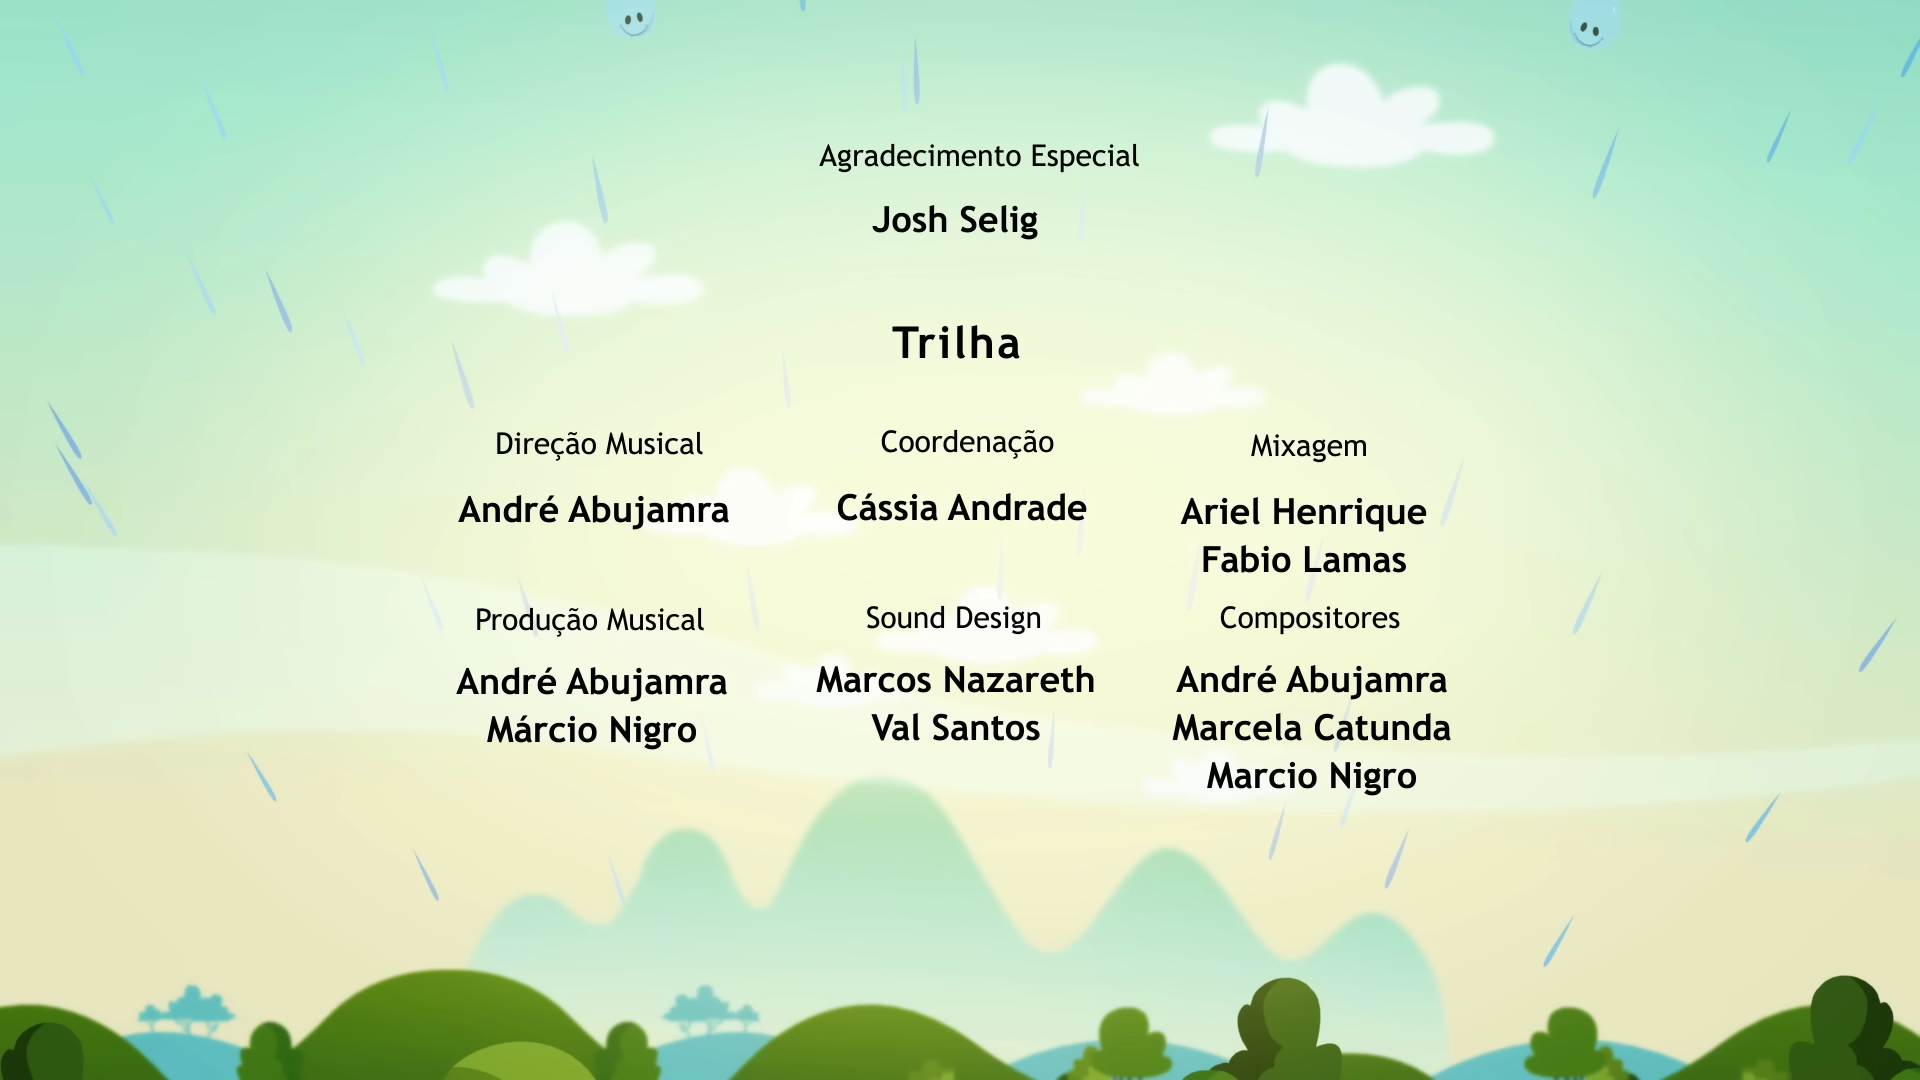 Agradecimento Especial
Josh Selig
Trilha
Direção Musical
André Abujamra
Coordenação
Cássia Andrade
Mixagem
Ariel Henrique
Fabio Lamas
Produção Musical
André Abujamra
Márcio Nigro
Sound Design
Marcos Nazareth
Val Santos
Compositores
André Abujamra
Marcela Catunda
Marcio Nigro